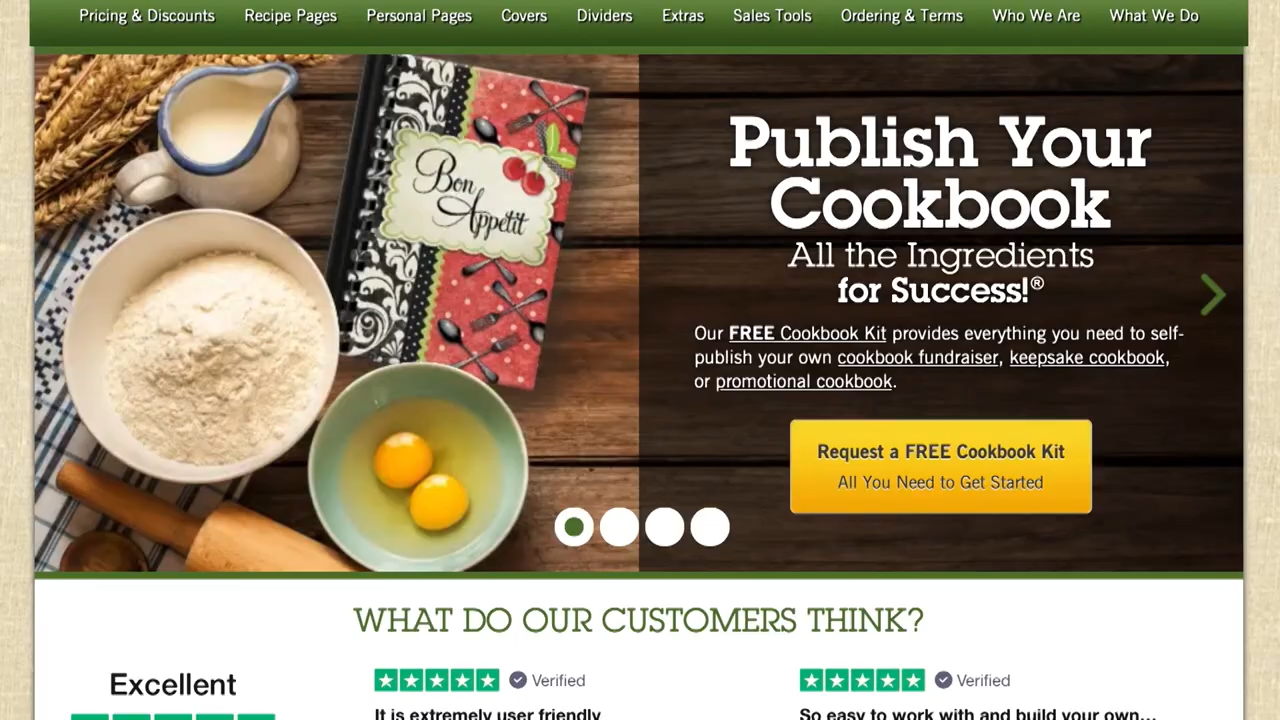 Pricing & Discounts Recipe Pages Personal Pages Covers Dividers Extras Sales Tools Ordering & Terms Who We Are What We Do
Bon
Appetit
Publish Your
Cookbook
All the Ingredients
for Success!®
Our FREE Cookbook Kit provides everything you need to self-
publish your own cookbook fundraiser, keepsake cookbook,
or promotional cookbook.
Request a FREE Cookbook Kit
All You Need to Get Started
WHAT DO OUR CUSTOMERS THINK?
Excellent
Verified
Verified
It is extremely user friendly
So easy to work with and build your own...